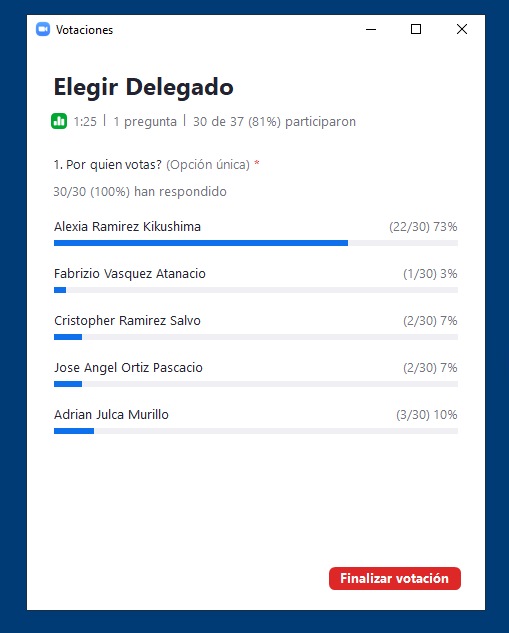 Votaciones
Elegir Delegado
1:25 | 1 pregunta | 30 de 37 (81%) participaron
1. Por quien votas? (Opción única) *
30/30 (100%) han respondido
Alexia Ramirez Kikushima (22/30) 73%
Fabrizio Vasquez Atanacio (1/30) 3%
Cristopher Ramirez Salvo (2/30) 7%
Jose Angel Ortiz Pascacio (2/30) 7%
Adrian Julca Murillo (3/30) 10%
Finalizar votación